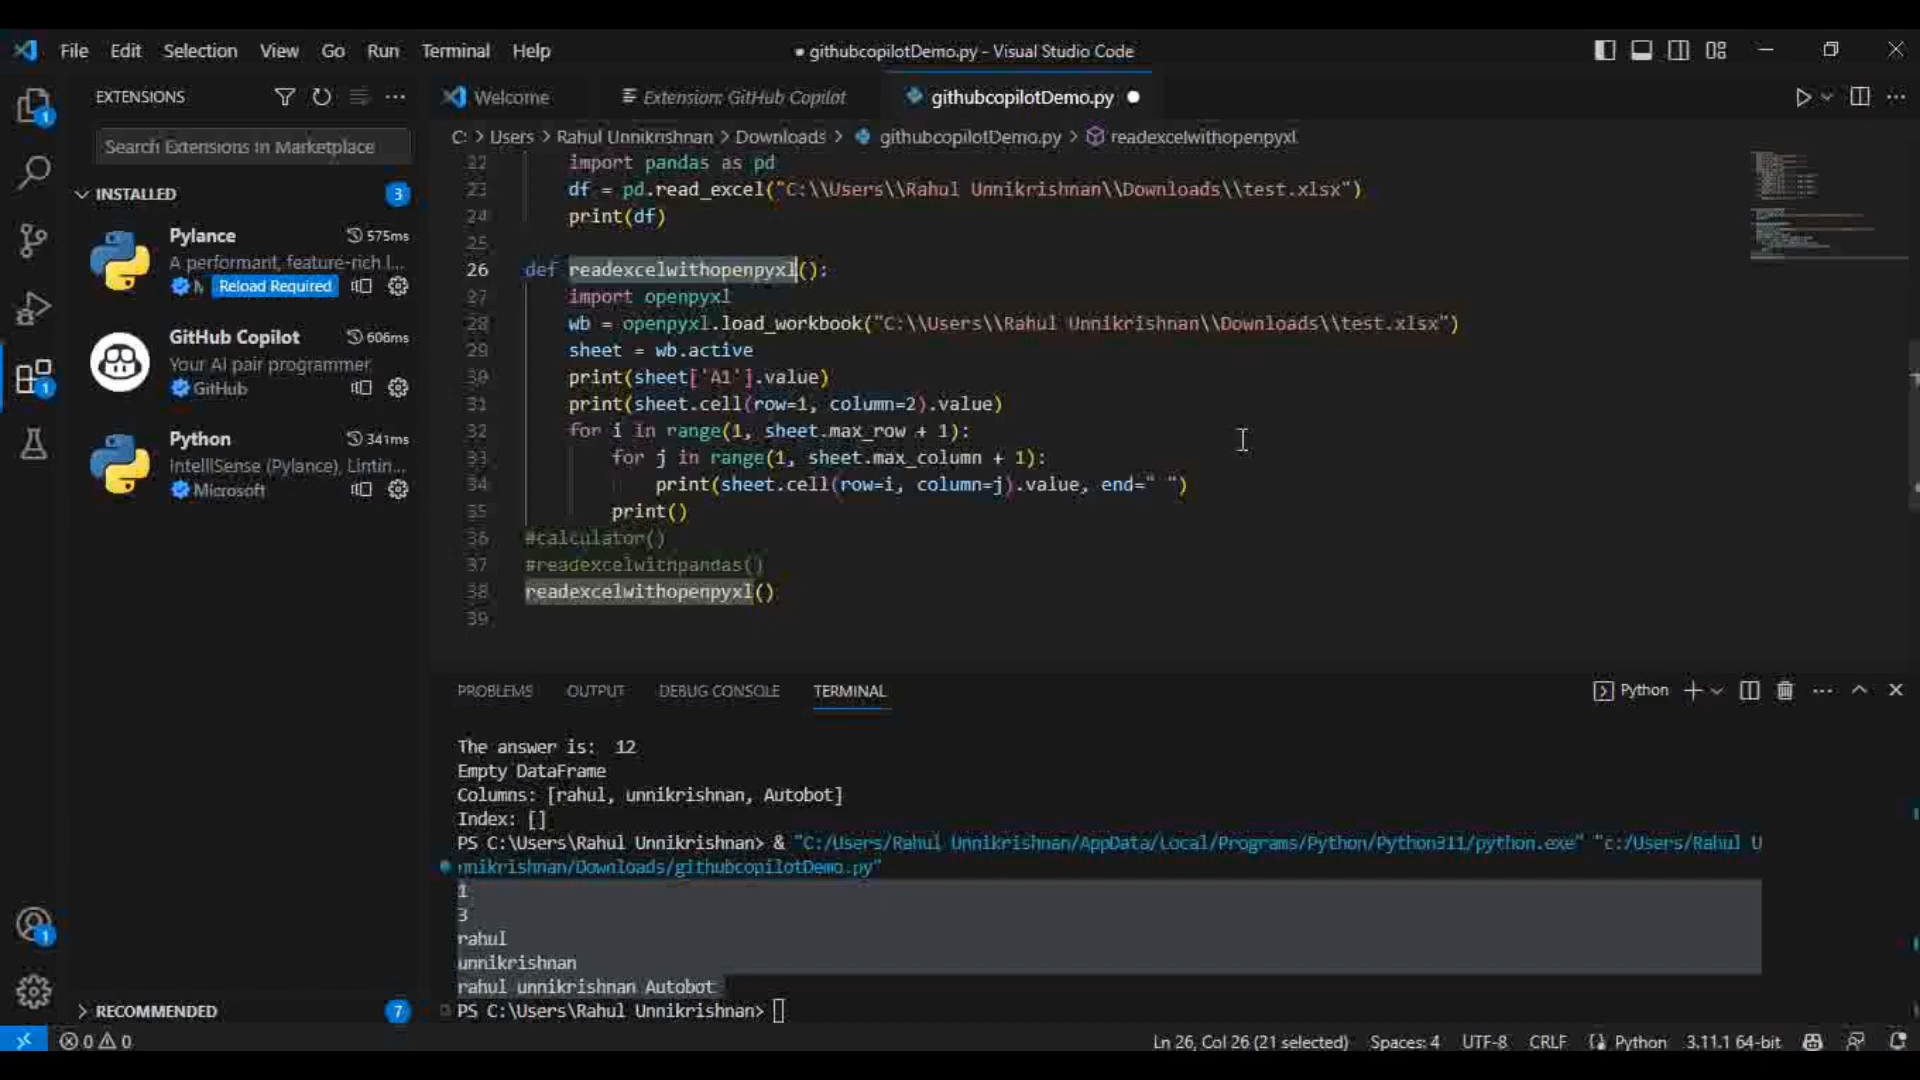 File Edit Selection View Go Run Terminal Help
● githubcopilotDemo.py - Visual Studio Code
EXTENSIONS
Search Extensions in Marketplace
INSTALLED 3
Pylance 575ms
A performant, feature-rich l...
Reload Required
GitHub Copilot 606ms
Your AI pair programmer
GitHub
Python 341ms
IntelliSense (Pylance), Lintin...
Microsoft
RECOMMENDED 7
1
1
1
Welcome Extension: GitHub Copilot githubcopilotDemo.py
C: > Users > Rahul Unnikrishnan > Downloads > githubcopilotDemo.py > readexcelwithopenpyxl
22 import pandas as pd
23 df = pd.read_excel("C:\\Users\\Rahul Unnikrishnan\\Downloads\\test.xlsx")
24 print(df)
25
26 def readexcelwithopenpyxl():
27 import openpyxl
28 wb = openpyxl.load_workbook("C:\\Users\\Rahul Unnikrishnan\\Downloads\\test.xlsx")
29 sheet = wb.active
30 print(sheet['A1'].value)
31 print(sheet.cell(row=1, column=2).value)
32 for i in range(1, sheet.max_row + 1):
33 for j in range(1, sheet.max_column + 1):
34 print(sheet.cell(row=i, column=j).value, end=" ")
35 print()
36 #calculator()
37 #readexcelwithpandas()
38 readexcelwithopenpyxl()
39
PROBLEMS OUTPUT DEBUG CONSOLE TERMINAL
Python
The answer is:  12
Empty DataFrame
Columns: [rahul, unnikrishnan, Autobot]
Index: []
PS C:\Users\Rahul Unnikrishnan> & "C:/Users/Rahul Unnikrishnan/AppData/Local/Programs/Python/Python311/python.exe" "c:/Users/Rahul U
nnikrishnan/Downloads/githubcopilotDemo.py"
1
3
rahul
unnikrishnan
rahul unnikrishnan Autobot
PS C:\Users\Rahul Unnikrishnan>
0 0
Ln 26, Col 26 (21 selected) Spaces: 4 UTF-8 CRLF Python 3.11.1 64-bit